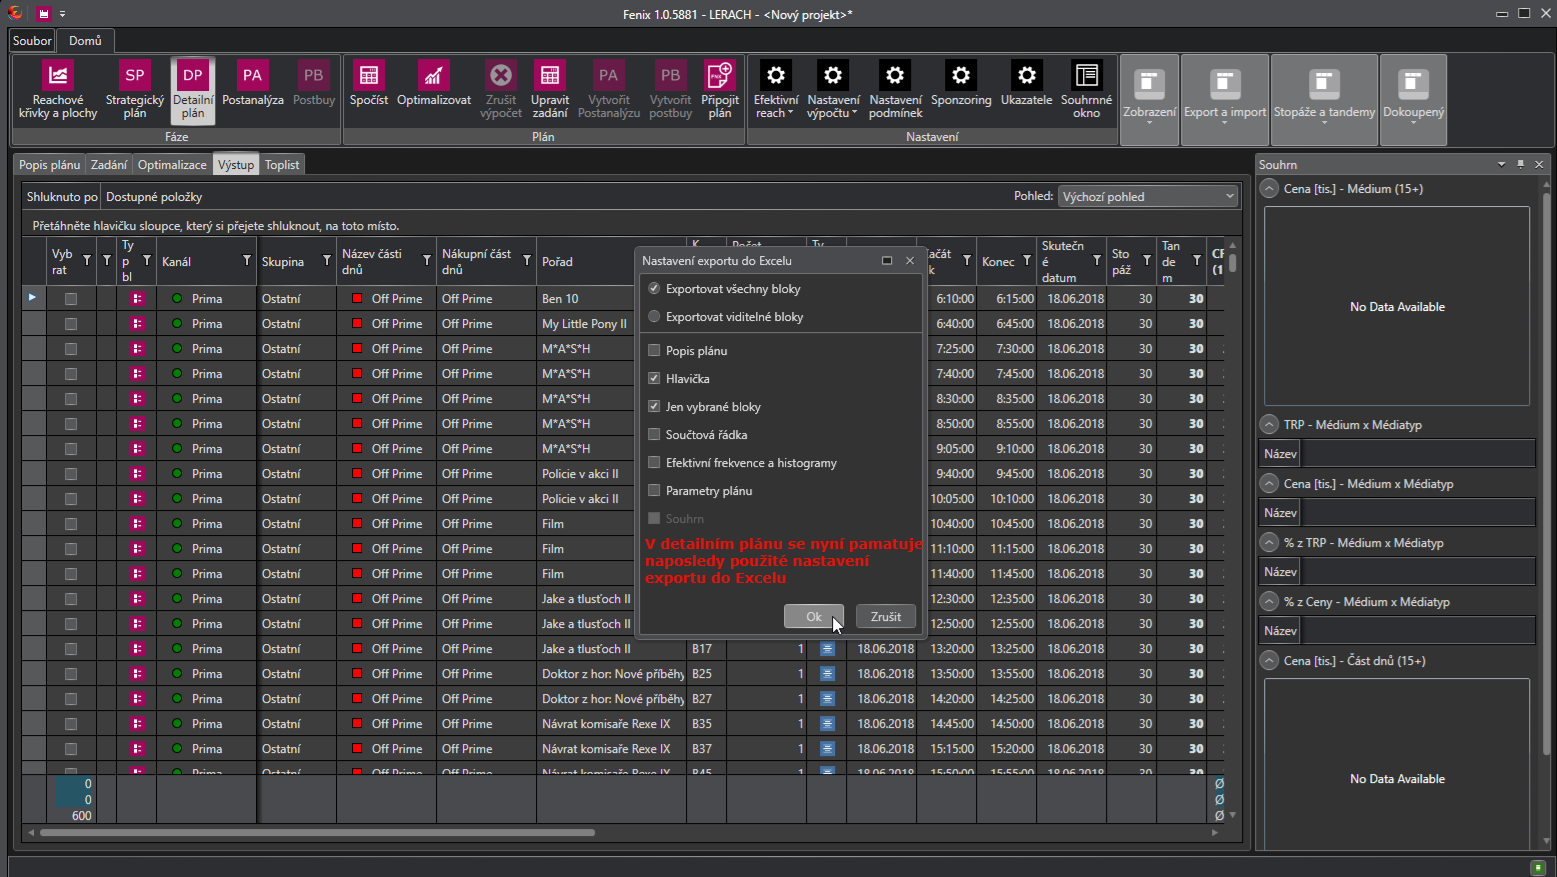 Fenix 1.0.5881 - LERACH - <Nový projekt>*
Soubor
Domů
Reachové křivky a plochy
SP Strategický plán
DP Detailní plán
PA Postanalýza
PB Postbuy
Fáze
Spočíst
Optimalizovat
Zrušit výpočet
Upravit zadání
PA Vytvořit Postanalýzu
PB Vytvořit postbuy
Připojit plán
Plán
Efektivní reach
Nastavení výpočtu
Nastavení podmínek
Sponzoring
Ukazatele
Souhrnné okno
Nastavení
Zobrazení
Export a import
Stopáže a tandemy
Dokoupený
Popis plánu Zadání Optimalizace Výstup Toplist
Shluknuto po Dostupné položky
Pohled: Výchozí pohled
Přetáhněte hlavičku sloupce, který si přejete shluknout, na toto místo.
Vyb rat Ty p bl Kanál Skupina Název části dnů Nákupní část dnů Pořad Konec Skutečn é datum Sto páž Tan de m
Prima Ostatní Off Prime Off Prime Ben 10 6:10:00 6:15:00 18.06.2018 30 30
Prima Ostatní Off Prime Off Prime My Little Pony II 6:40:00 6:45:00 18.06.2018 30 30
Prima Ostatní Off Prime Off Prime M*A*S*H 7:25:00 7:30:00 18.06.2018 30 30
Prima Ostatní Off Prime Off Prime M*A*S*H 7:40:00 7:45:00 18.06.2018 30 30
Prima Ostatní Off Prime Off Prime M*A*S*H 8:30:00 8:35:00 18.06.2018 30 30
Prima Ostatní Off Prime Off Prime M*A*S*H 8:50:00 8:55:00 18.06.2018 30 30
Prima Ostatní Off Prime Off Prime M*A*S*H 9:05:00 9:10:00 18.06.2018 30 30
Prima Ostatní Off Prime Off Prime Policie v akci II 9:40:00 9:45:00 18.06.2018 30 30
Prima Ostatní Off Prime Off Prime Policie v akci II 10:05:00 10:10:00 18.06.2018 30 30
Prima Ostatní Off Prime Off Prime Film 10:40:00 10:45:00 18.06.2018 30 30
Prima Ostatní Off Prime Off Prime Film 11:10:00 11:15:00 18.06.2018 30 30
Prima Ostatní Off Prime Off Prime Film 11:40:00 11:45:00 18.06.2018 30 30
Prima Ostatní Off Prime Off Prime Jake a tlusťoch II 12:30:00 12:35:00 18.06.2018 30 30
Prima Ostatní Off Prime Off Prime Jake a tlusťoch II 12:50:00 12:55:00 18.06.2018 30 30
Prima Ostatní Off Prime Off Prime Jake a tlusťoch II B17 1 18.06.2018 13:20:00 13:25:00 18.06.2018 30 30
Prima Ostatní Off Prime Off Prime Doktor z hor: Nové příběhy B25 1 18.06.2018 13:50:00 13:55:00 18.06.2018 30 30
Prima Ostatní Off Prime Off Prime Doktor z hor: Nové příběhy B27 1 18.06.2018 14:20:00 14:25:00 18.06.2018 30 30
Prima Ostatní Off Prime Off Prime Návrat komisaře Rexe IX B35 1 18.06.2018 14:45:00 14:50:00 18.06.2018 30 30
Prima Ostatní Off Prime Off Prime Návrat komisaře Rexe IX B37 1 18.06.2018 15:15:00 15:20:00 18.06.2018 30 30
Prima Ostatní Off Prime Off Prime Návrat komisaře Rexe IX B45 1 18.06.2018 15:50:00 15:55:00 18.06.2018 30 30
0 Ø
0 Ø
600 Ø
Nastavení exportu do Excelu
Exportovat všechny bloky
Exportovat viditelné bloky
Popis plánu
Hlavička
Jen vybrané bloky
Součtová řádka
Efektivní frekvence a histogramy
Parametry plánu
Souhrn
V detailním plánu se nyní pamatuje
naposledy použité nastavení
exportu do Excelu
Ok Zrušit
Souhrn
Cena [tis.] - Médium (15+)
No Data Available
TRP - Médium x Médiatyp
Název
Cena [tis.] - Médium x Médiatyp
Název
% z TRP - Médium x Médiatyp
Název
% z Ceny - Médium x Médiatyp
Název
Cena [tis.] - Část dnů (15+)
No Data Available